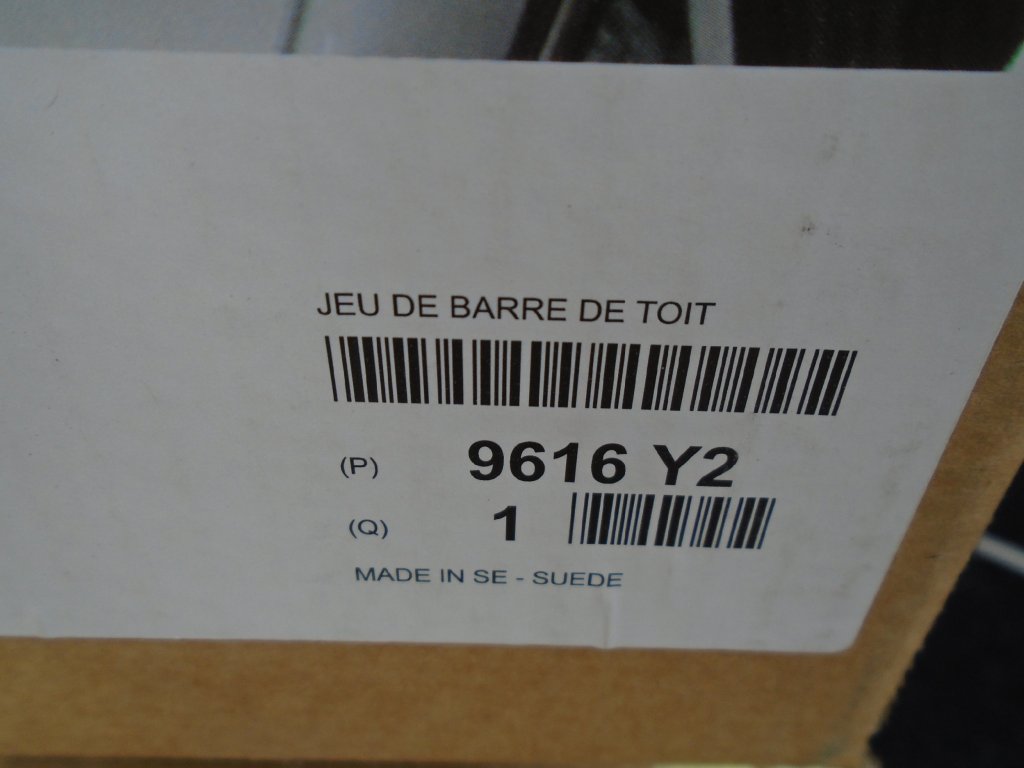 JEU DE BARRE DE TOIT
(P) 9616 Y2
(Q) 1
MADE IN SE - SUEDE